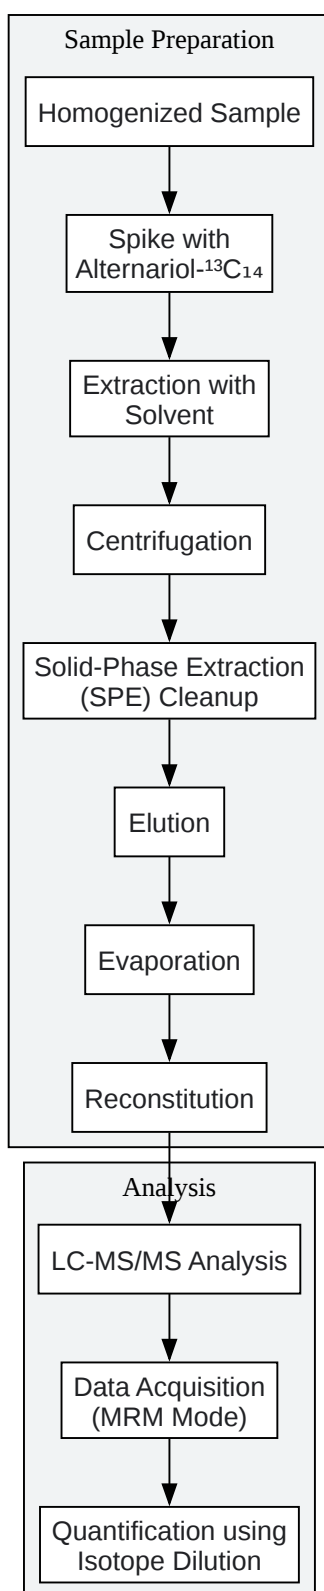 Sample Preparation
Homogenized Sample
Spike with
Alternariol-¹³C₁₄
Extraction with
Solvent
Centrifugation
Solid-Phase Extraction
(SPE) Cleanup
Elution
Evaporation
Reconstitution
Analysis
LC-MS/MS Analysis
Data Acquisition
(MRM Mode)
Quantification using
Isotope Dilution